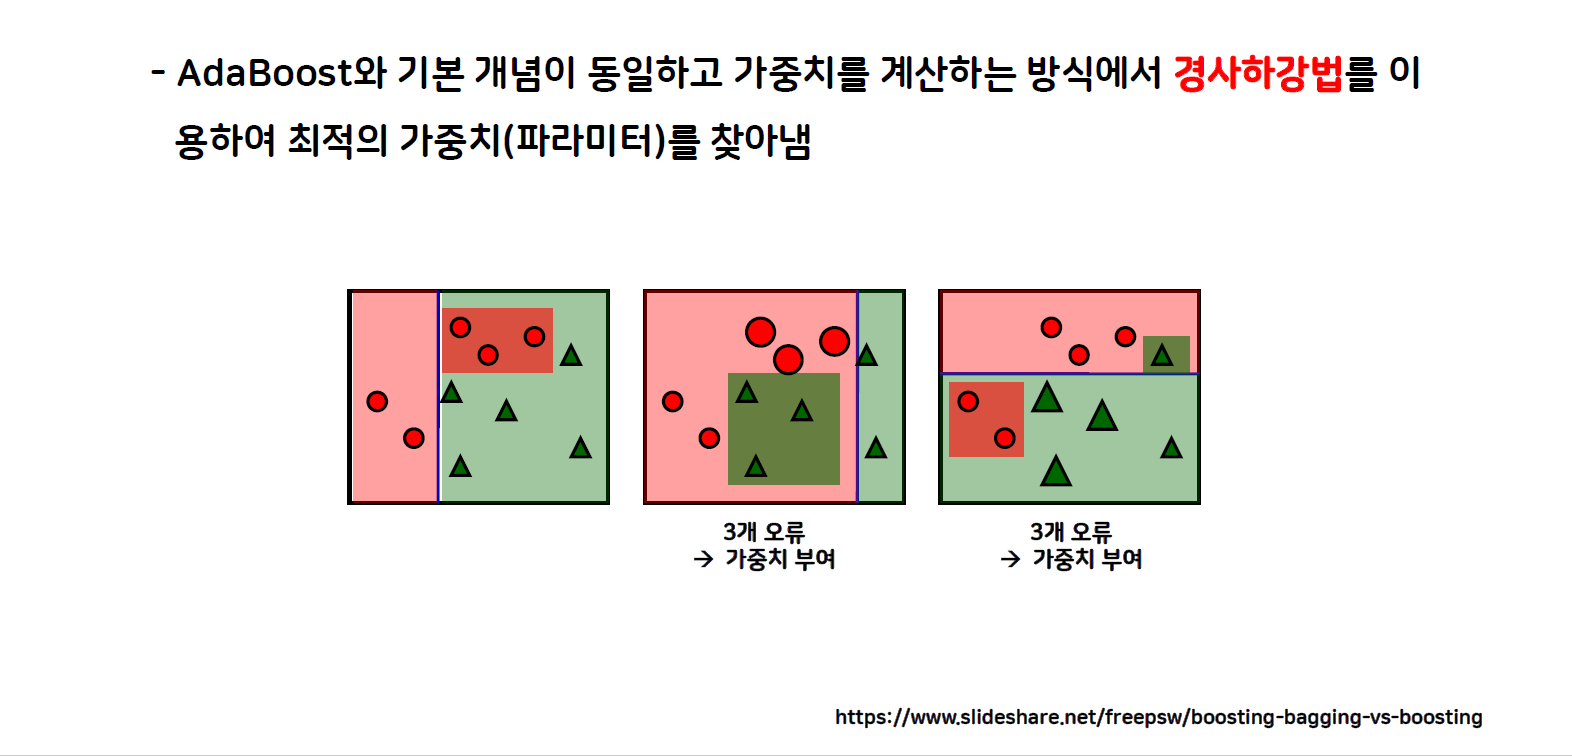 - AdaBoost와 기본 개념이 동일하고 가중치를 계산하는 방식에서 경사하강법를 이
용하여 최적의 가중치(파라미터)를 찾아냄
3개 오류
→ 가중치 부여
3개 오류
→ 가중치 부여
https://www.slideshare.net/freepsw/boosting-bagging-vs-boosting